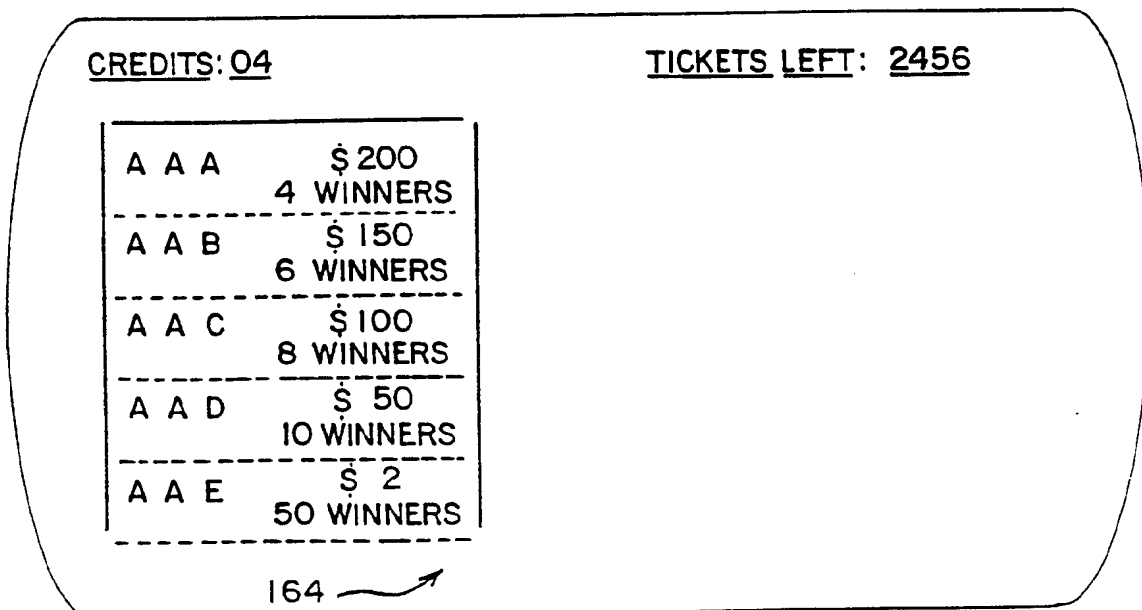 CREDITS: 04 TICKETS LEFT: 2456
A A A $200
4 WINNERS
A A B $150
6 WINNERS
A A C $100
8 WINNERS
A A D $ 50
10 WINNERS
A A E $ 2
50 WINNERS
164